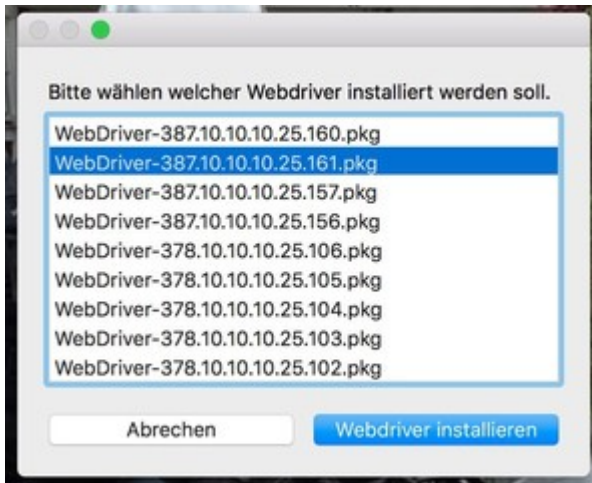 Bitte wählen welcher Webdriver installiert werden soll.
WebDriver-387.10.10.10.25.160.pkg
WebDriver-387.10.10.10.25.161.pkg
WebDriver-387.10.10.10.25.157.pkg
WebDriver-387.10.10.10.25.156.pkg
WebDriver-378.10.10.10.25.106.pkg
WebDriver-378.10.10.10.25.105.pkg
WebDriver-378.10.10.10.25.104.pkg
WebDriver-378.10.10.10.25.103.pkg
WebDriver-378.10.10.10.25.102.pkg
Abrechen Webdriver installieren